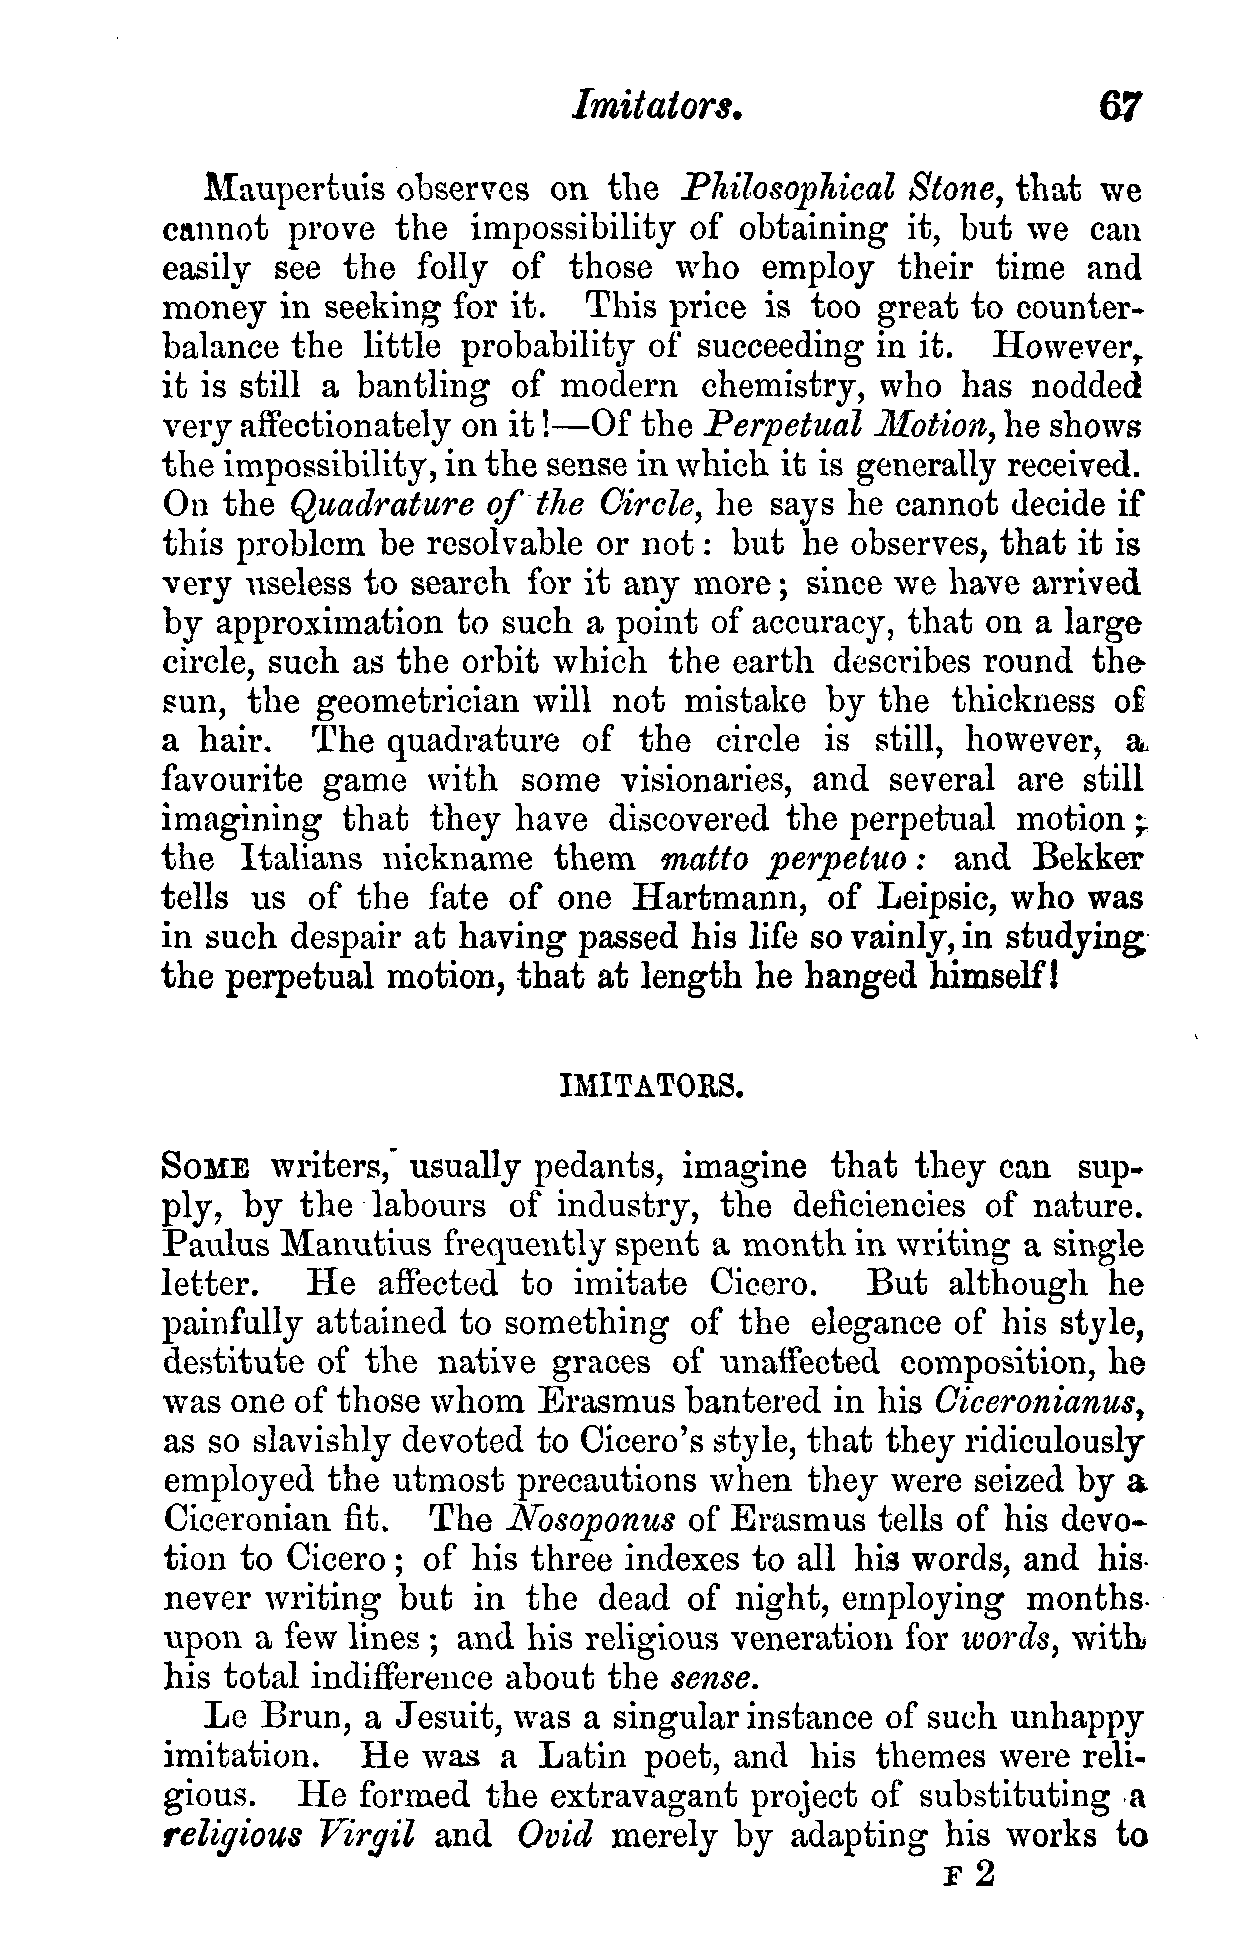 Imitators. 67
Maupertuis observes on the Philosophical Stone, that we
cannot prove the impossibility of obtaining it, but we can
easily see the folly of those who employ their time and
money in seeking for it. This price is too great to counter-
balance the little probability of succeeding in it. However,
it is still a bantling of modern chemistry, who has nodded
very affectionately on it!—Of the Perpetual Motion, he shows
the impossibility, in the sense in which it is generally received.
On the Quadrature of the Circle, he says he cannot decide if
this problem be resolvable or not: but he observes, that it is
very useless to search for it any more; since we have arrived
by approximation to such a point of accuracy, that on a large
circle, such as the orbit which the earth describes round the
sun, the geometrician will not mistake by the thickness of
a hair. The quadrature of the circle is still, however, a
favourite game with some visionaries, and several are still
imagining that they have discovered the perpetual motion;
the Italians nickname them matto perpetuo: and Bekker
tells us of the fate of one Hartmann, of Leipsic, who was
in such despair at having passed his life so vainly, in studying
the perpetual motion, that at length he hanged himself!
IMITATORS.
SOME writers, usually pedants, imagine that they can sup-
ply, by the labours of industry, the deficiencies of nature.
Paulus Manutius frequently spent a month in writing a single
letter. He affected to imitate Cicero. But although he
painfully attained to something of the elegance of his style,
destitute of the native graces of unaffected composition, he
was one of those whom Erasmus bantered in his Ciceronianus,
as so slavishly devoted to Cicero's style, that they ridiculously
employed the utmost precautions when they were seized by a
Ciceronian fit. The Nosoponus of Erasmus tells of his devo-
tion to Cicero; of his three indexes to all his words, and his
never writing but in the dead of night, employing months
upon a few lines; and his religious veneration for words, with
his total indifference about the sense.
Le Brun, a Jesuit, was a singular instance of such unhappy
imitation. He was a Latin poet, and his themes were reli-
gious. He formed the extravagant project of substituting a
religious Virgil and Ovid merely by adapting his works to
F 2